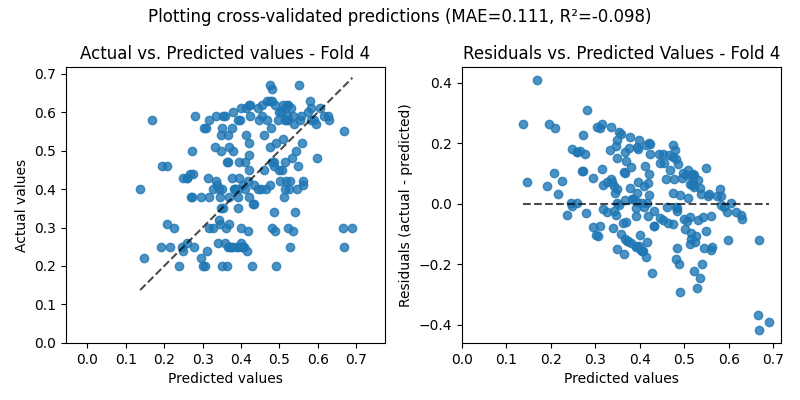 Plotting cross-validated predictions (MAE=0.111, R²=-0.098)
Actual vs. Predicted values - Fold 4
Actual values
0.7
0.6
0.5
0.4
0.3
0.2
0.1
0.0
0.0 0.1 0.2 0.3 0.4 0.5 0.6 0.7
Predicted values
Residuals vs. Predicted Values - Fold 4
Residuals (actual - predicted)
0.4
0.2
0.0
−0.2
−0.4
0.0 0.1 0.2 0.3 0.4 0.5 0.6 0.7
Predicted values